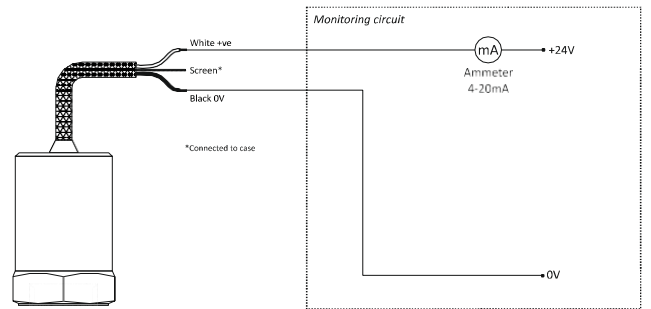 Monitoring circuit
White +ve
mA
+24V
Screen*
Ammeter
4-20mA
Black 0V
*Connected to case
0V